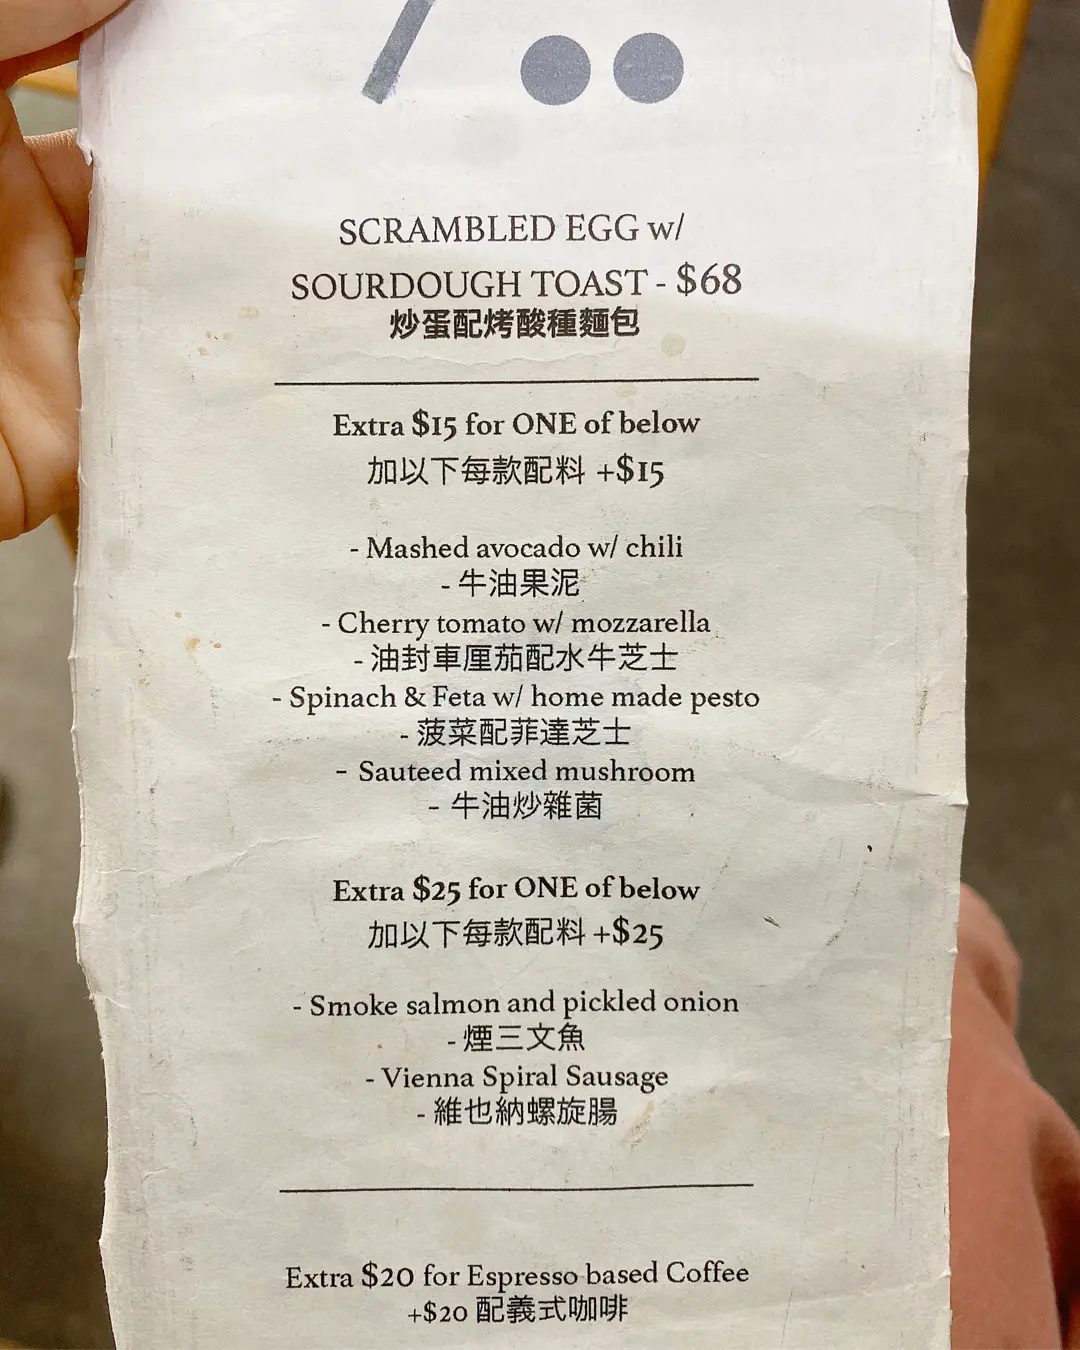 SCRAMBLED EGG w/
SOURDOUGH TOAST - $68
炒蛋配烤酸種麵包
Extra $15 for ONE of below
加以下每款配料 +$15
- Mashed avocado w/ chili
- 牛油果泥
- Cherry tomato w/ mozzarella
- 油封車厘茄配水牛芝士
- Spinach & Feta w/ home made pesto
- 菠菜配菲達芝士
- Sauteed mixed mushroom
- 牛油炒雜菌
Extra $25 for ONE of below
加以下每款配料 +$25
- Smoke salmon and pickled onion
- 煙三文魚
- Vienna Spiral Sausage
- 維也納螺旋腸
Extra $20 for Espresso based Coffee
+$20 配義式咖啡